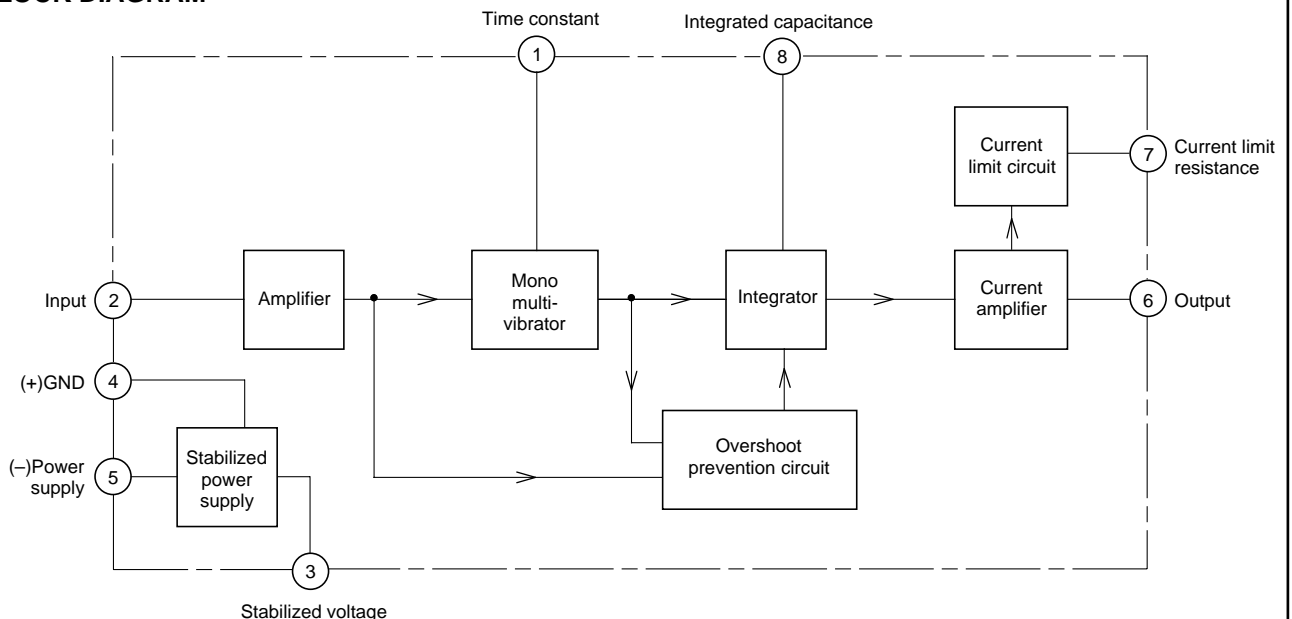 Time constant
Integrated capacitance
1
8
Current
limit circuit
7
Current limit
resistance
Input
2
Amplifier
Mono
multi-
vibrator
Integrator
Current
amplifier
6
Output
(+)GND
4
(–)Power
supply
5
Stabilized
power
supply
Overshoot
prevention circuit
3
Stabilized voltage